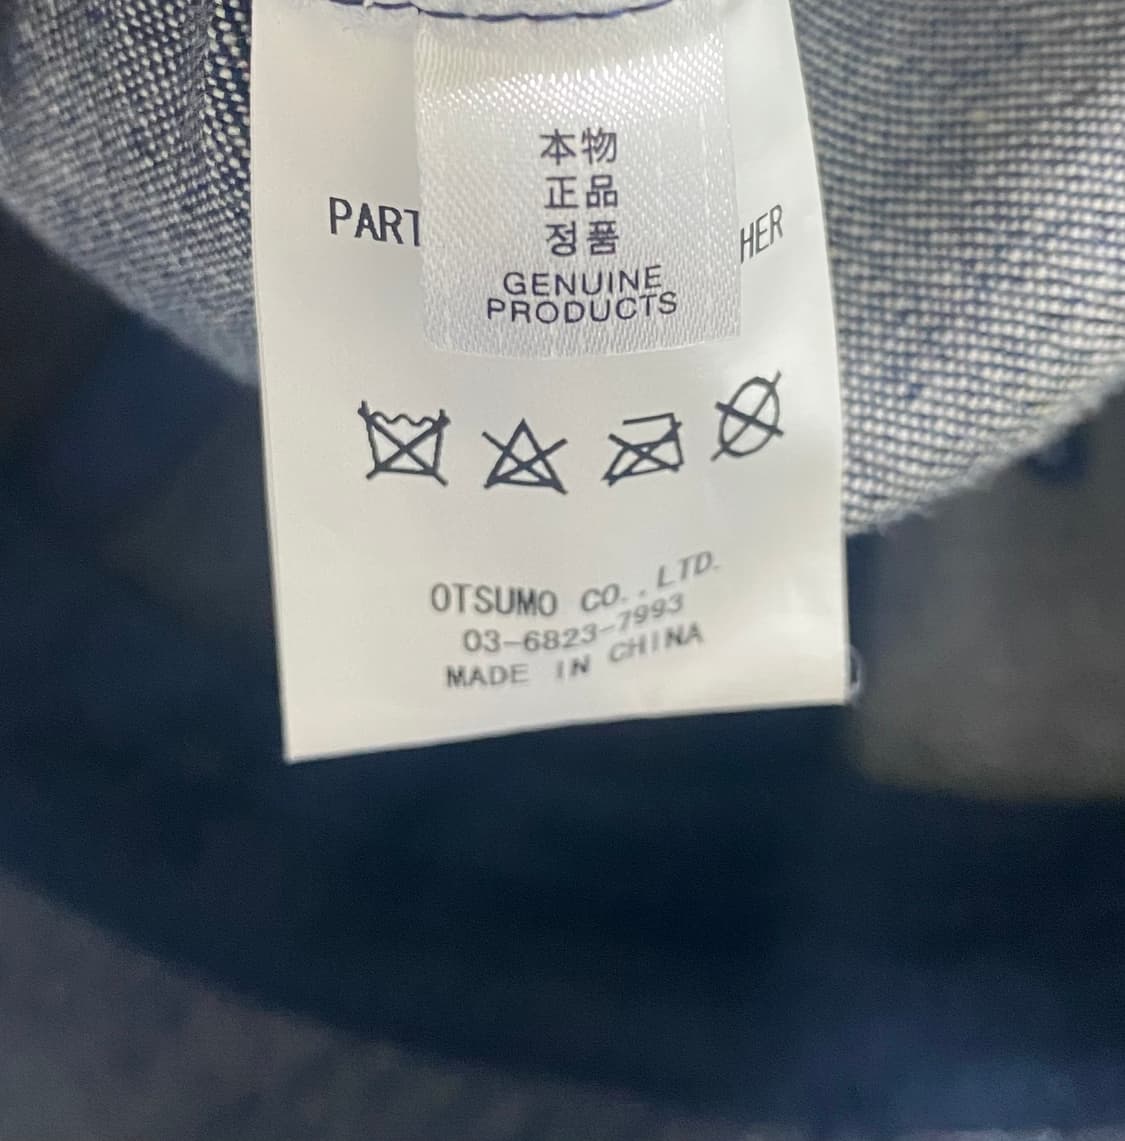 本物
正品
정품
GENUINE
PRODUCTS
PART HER
OTSUMO CO., LTD.
03-6823-7993
MADE IN CHINA